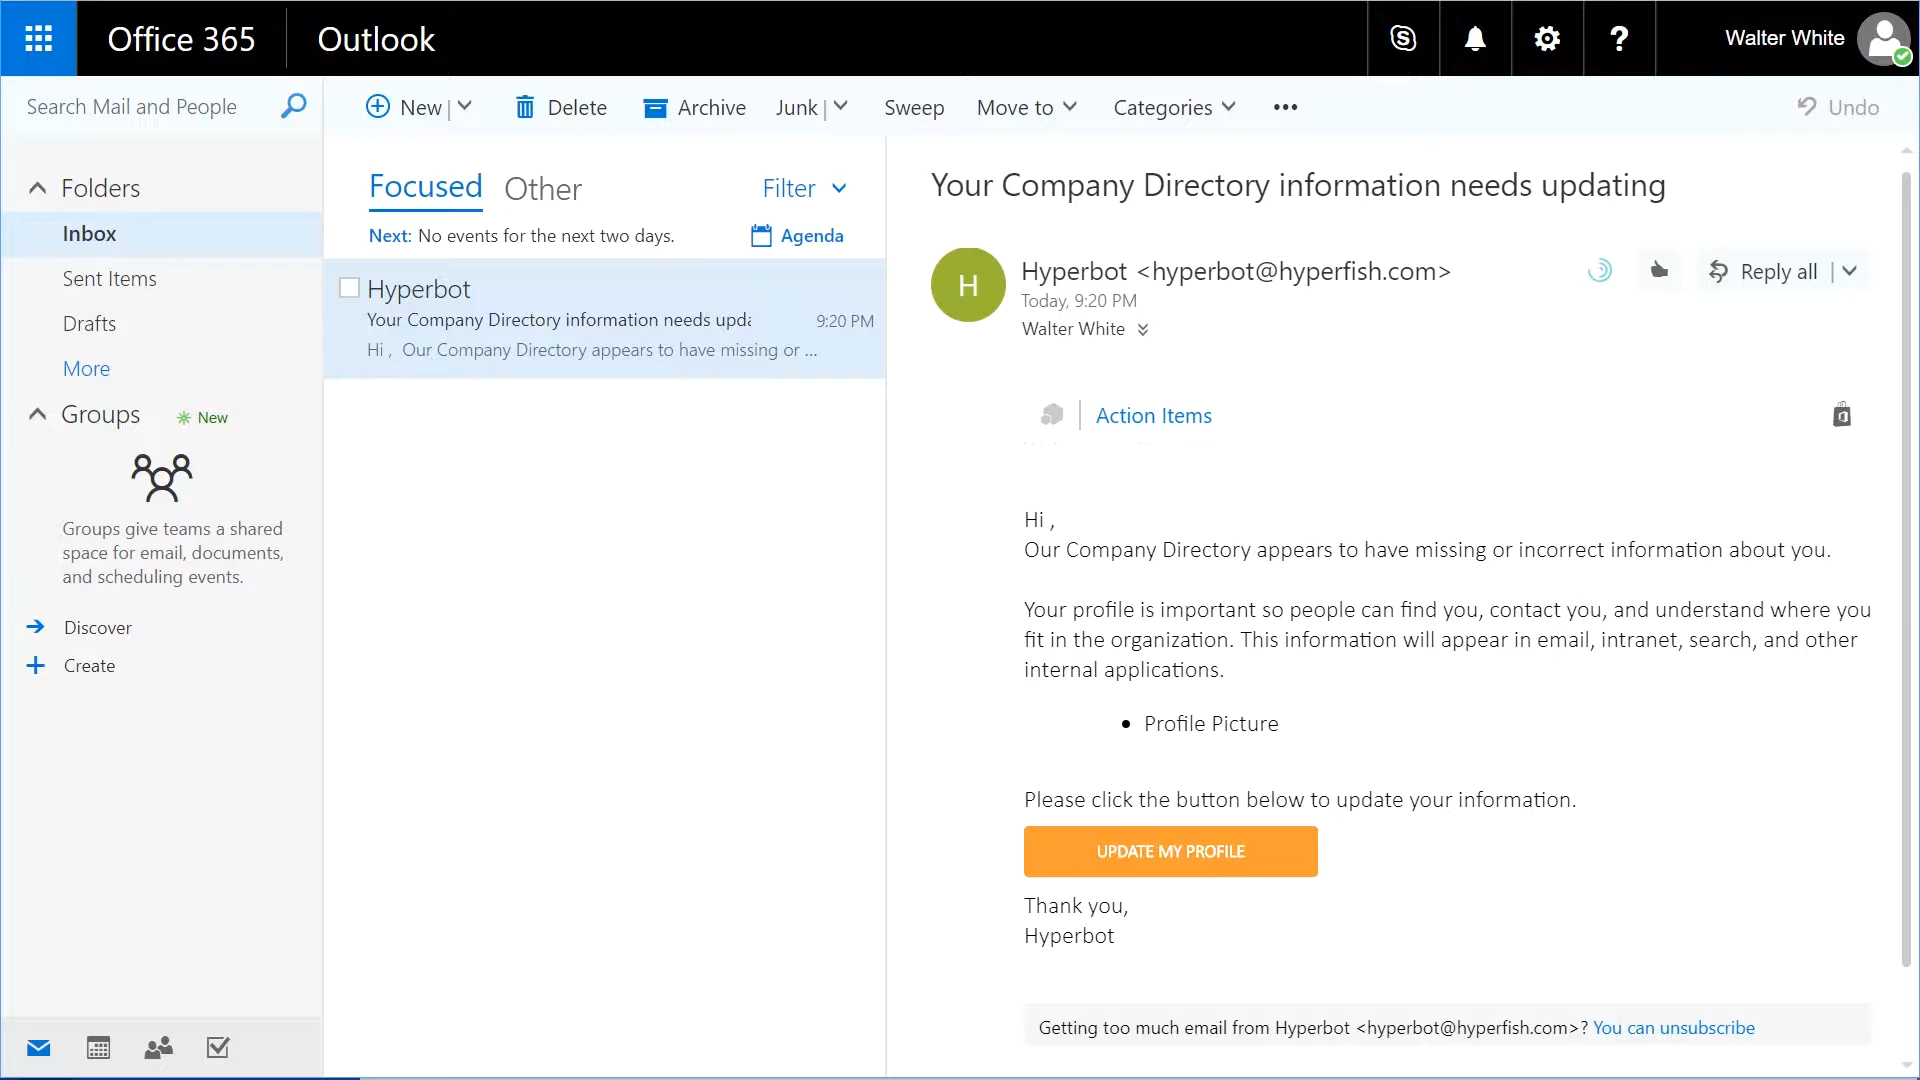 Office 365
Outlook
Walter White
Search Mail and People
New
Delete
Archive
Junk
Sweep
Move to
Categories
Undo
Folders
Inbox
Sent Items
Drafts
More
Groups
New
Groups give teams a shared
space for email, documents,
and scheduling events.
Discover
Create
Focused
Other
Filter
Next: No events for the next two days.
Agenda
Hyperbot
Your Company Directory information needs upda
9:20 PM
Hi , Our Company Directory appears to have missing or ...
Your Company Directory information needs updating
H
Hyperbot <hyperbot@hyperfish.com>
Today, 9:20 PM
Walter White
Reply all
Action Items
Hi ,
Our Company Directory appears to have missing or incorrect information about you.
Your profile is important so people can find you, contact you, and understand where you
fit in the organization. This information will appear in email, intranet, search, and other
internal applications.
• Profile Picture
Please click the button below to update your information.
UPDATE MY PROFILE
Thank you,
Hyperbot
Getting too much email from Hyperbot <hyperbot@hyperfish.com>? You can unsubscribe